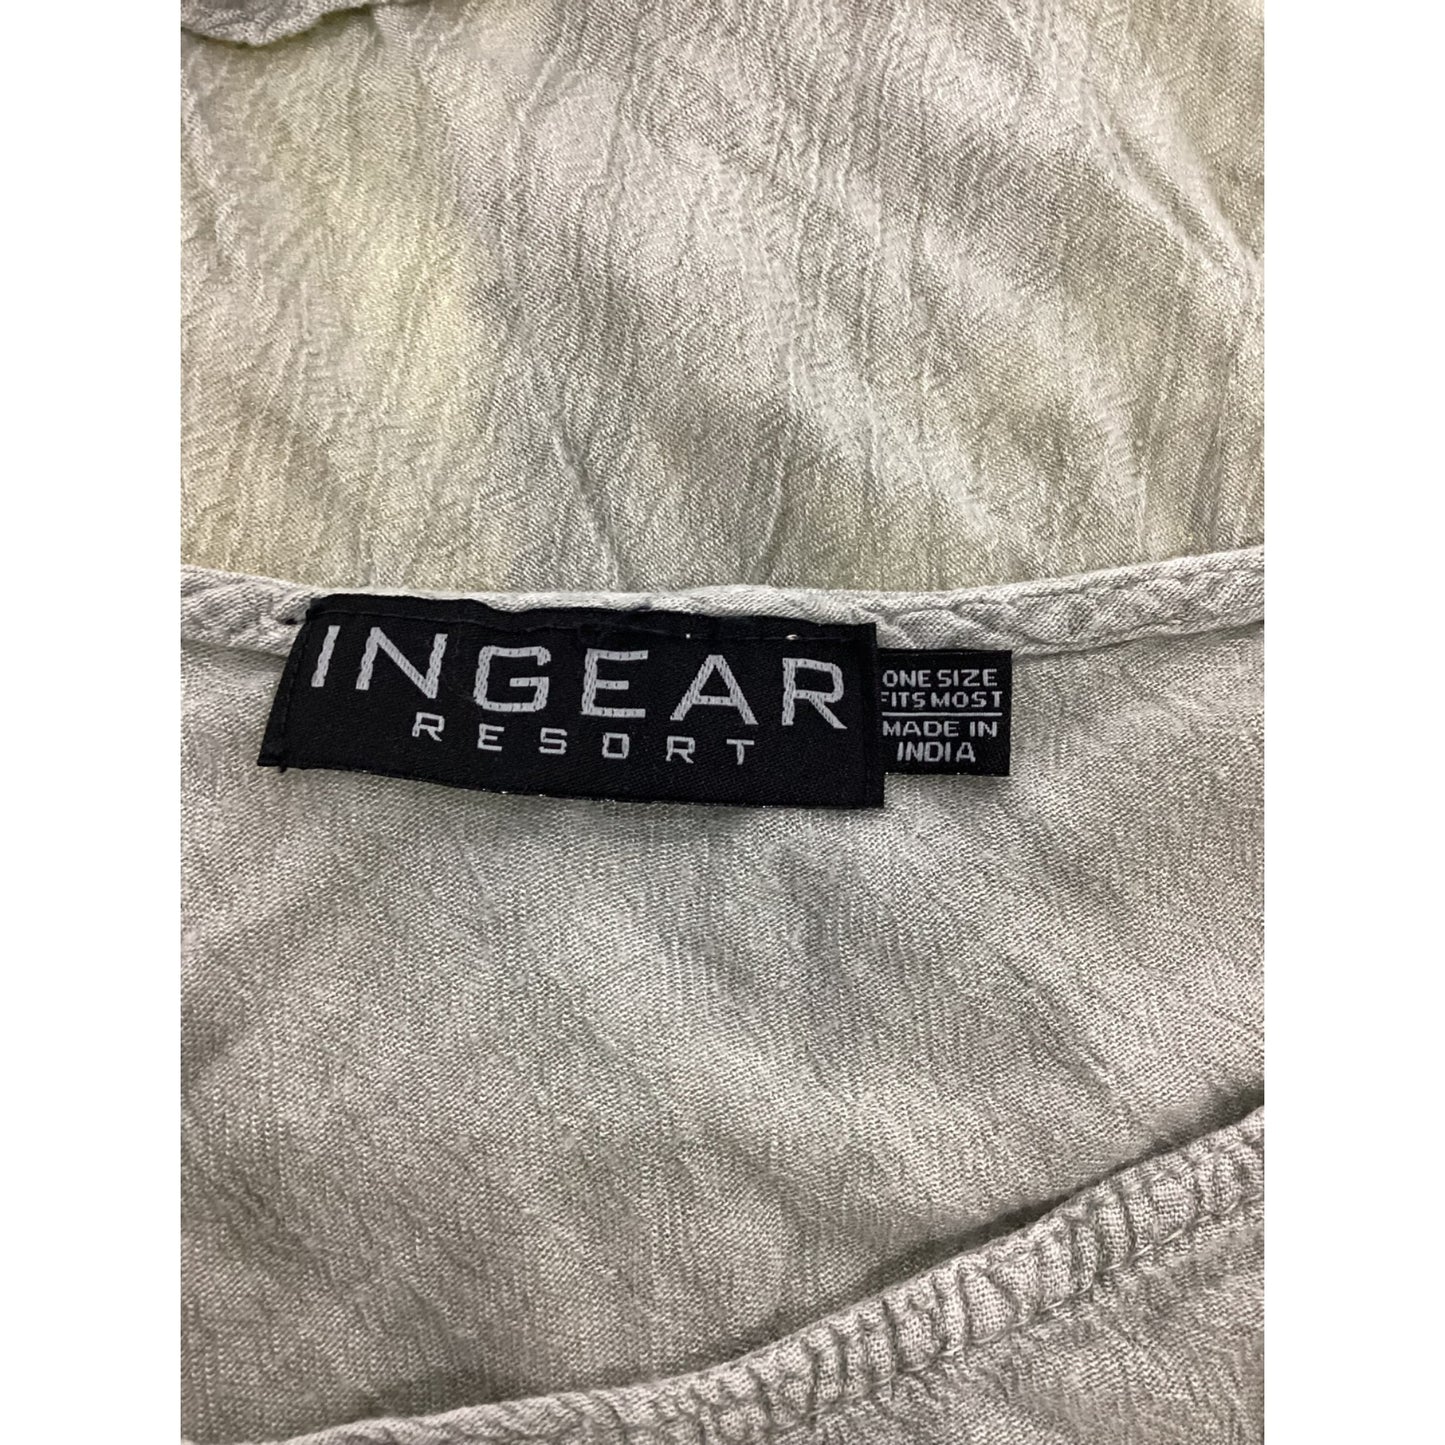 INGEAR
RESORT
ONE SIZE
FITS MOST
MADE IN
INDIA